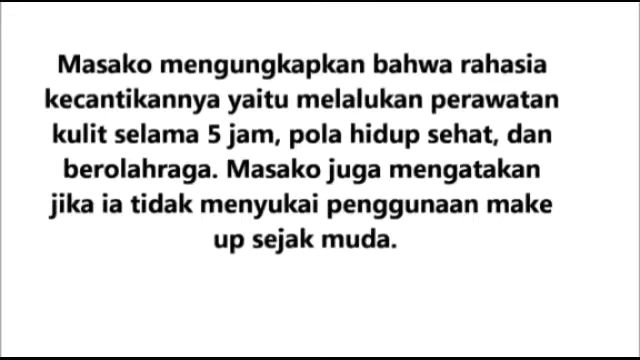 Masako mengungkapkan bahwa rahasia
kecantikannya yaitu melalukan perawatan
kulit selama 5 jam, pola hidup sehat, dan
berolahraga. Masako juga mengatakan
jika ia tidak menyukai penggunaan make
up sejak muda.